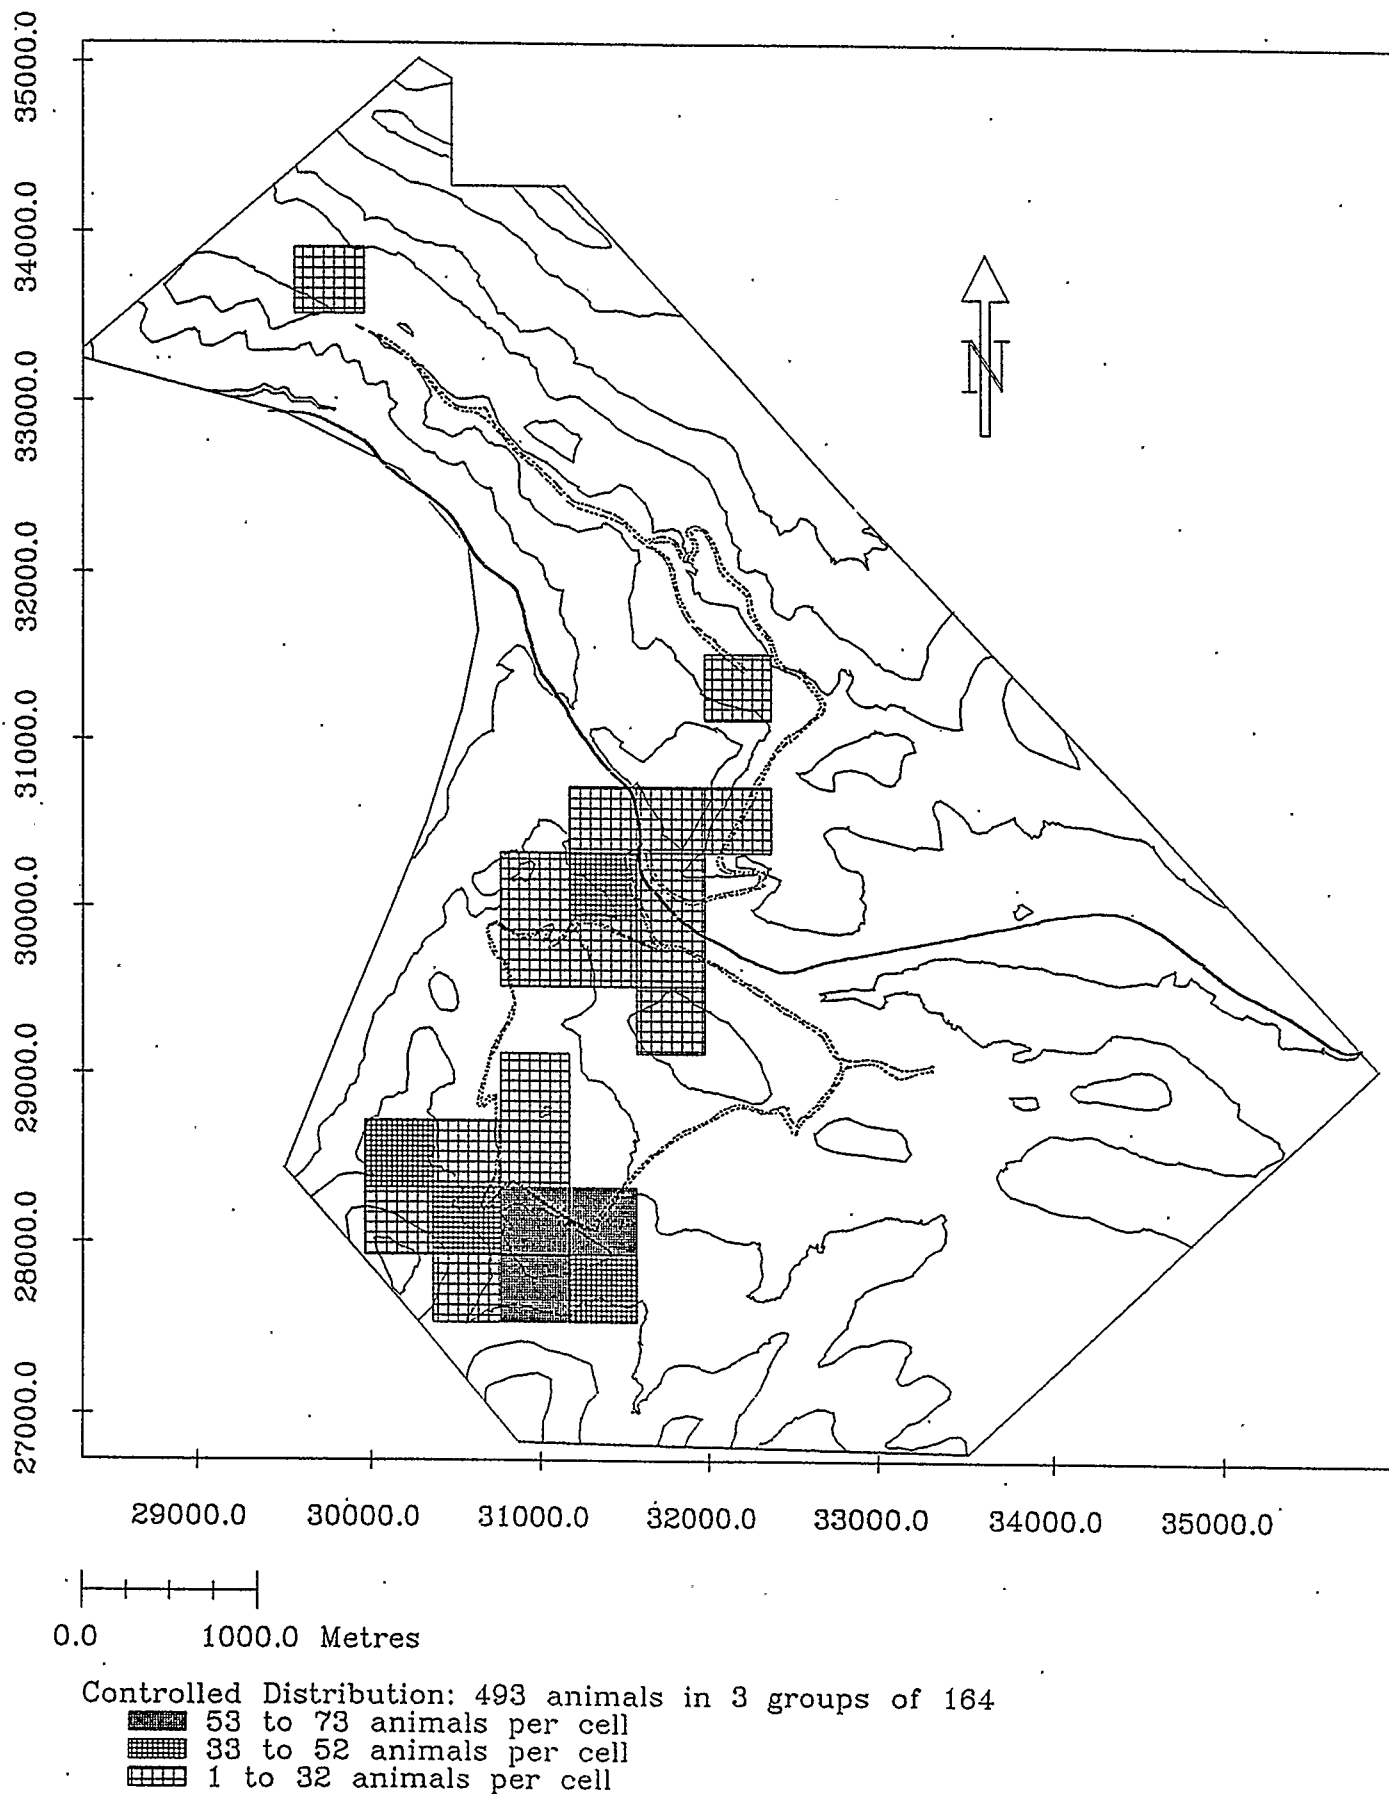 35000.0
34000.0
33000.0
32000.0
31000.0
30000.0
29000.0
28000.0
27000.0
N
29000.0 30000.0 31000.0 32000.0 33000.0 34000.0 35000.0
0.0 1000.0 Metres
Controlled Distribution: 493 animals in 3 groups of 164
53 to 73 animals per cell
33 to 52 animals per cell
1 to 32 animals per cell